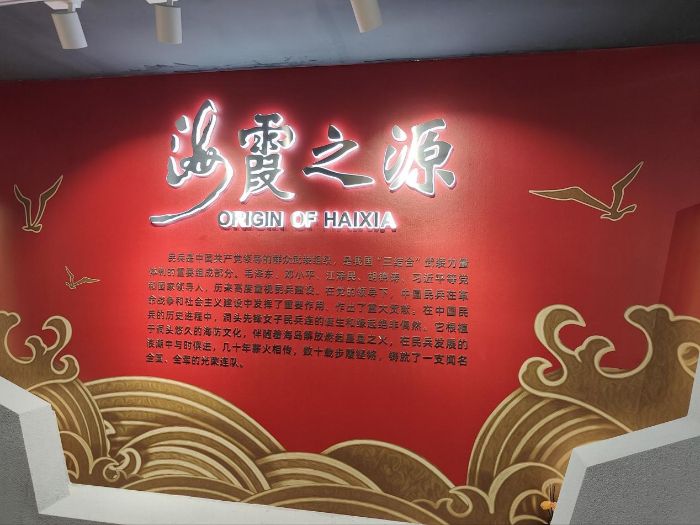 海霞之源
ORIGIN OF HAIXIA
民兵是中国共产党领导的群众武装组织，是我国“三结合”武装力量
体制的重要组成部分。毛泽东、邓小平、江泽民、胡锦涛、习近平等党
和国家领导人，历来高度重视民兵建设。在党的领导下，中国民兵在革
命战争和社会主义建设中发挥了重要作用、作出了重大贡献。在中国民
兵的历史进程中，洞头先锋女子民兵连的诞生和缘起绝非偶然。它根植
于洞头悠久的海防文化，伴随着海岛解放燃起星星之火，在民兵发展的
浪潮中与时俱进，几十年薪火相传，数十载步履铿锵，铸就了一支闻名
全国、全军的光荣连队。